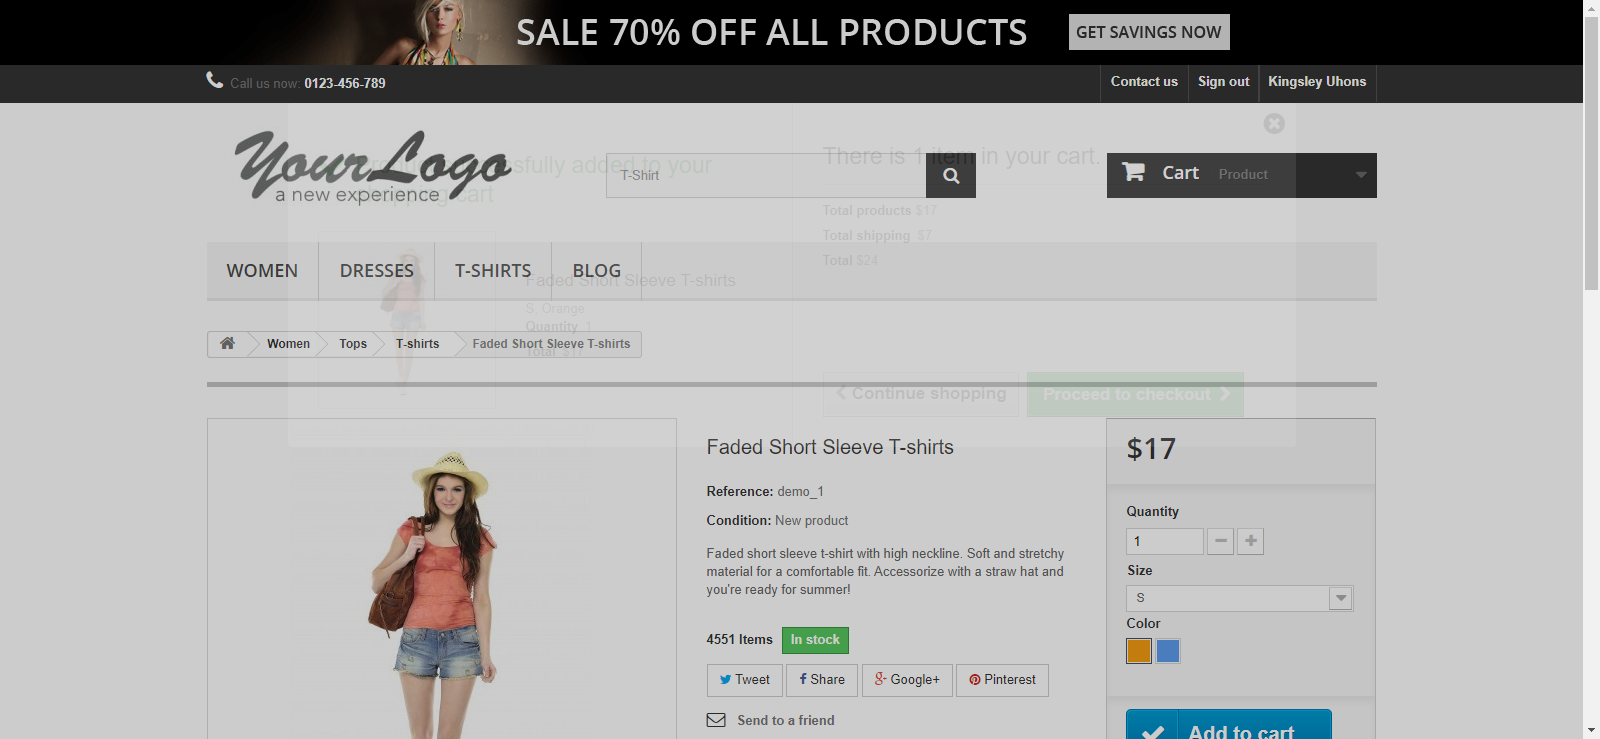 SALE 70% OFF ALL PRODUCTS
GET SAVINGS NOW
Call us now: 0123-456-789
Contact us
Sign out
Kingsley Uhons
Your Logo
a new experience
successfully added to your
shopping cart
There is 1 item in your cart.
T-Shirt
Cart Product
Total products $17
Total shipping $7
Total $24
WOMEN
DRESSES
T-SHIRTS
BLOG
Faded Short Sleeve T-shirts
S, Orange
Quantity 1
Total $17
Women
Tops
T-shirts
Faded Short Sleeve T-shirts
Continue shopping
Proceed to checkout
Faded Short Sleeve T-shirts
Reference: demo_1
Condition: New product
Faded short sleeve t-shirt with high neckline. Soft and stretchy
material for a comfortable fit. Accessorize with a straw hat and
you're ready for summer!
4551 Items
In stock
Tweet
Share
Google+
Pinterest
Send to a friend
$17
Quantity
1
Size
S
Color
Add to cart